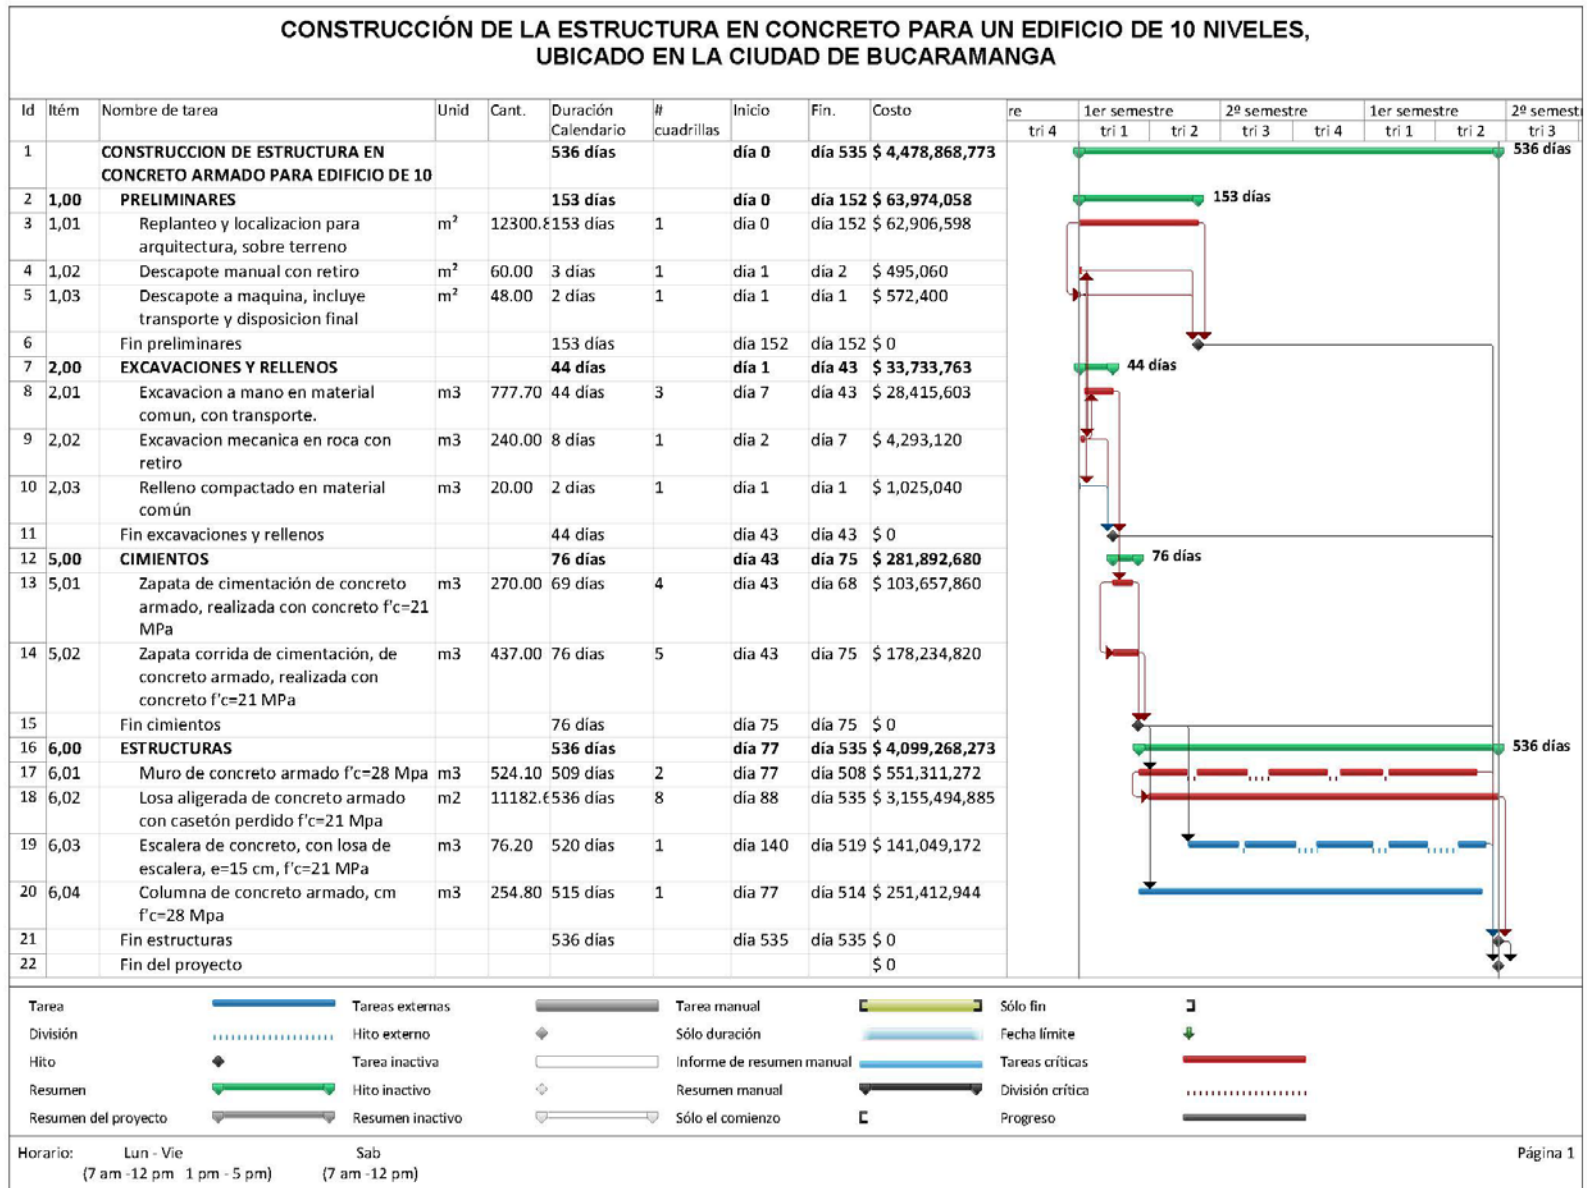 CONSTRUCCIÓN DE LA ESTRUCTURA EN CONCRETO PARA UN EDIFICIO DE 10 NIVELES,
UBICADO EN LA CIUDAD DE BUCARAMANGA
Id Itém Nombre de tarea Unid Cant. Duración # Inicio Fin. Costo re 1er semestre 2º semestre 1er semestre 2º semest
Calendario cuadrillas tri 4 tri 1 tri 2 tri 3 tri 4 tri 1 tri 2 tri 3
1 CONSTRUCCION DE ESTRUCTURA EN 536 días día 0 día 535 $ 4,478,868,773 536 días
CONCRETO ARMADO PARA EDIFICIO DE 10
2 1,00 PRELIMINARES 153 días día 0 día 152 $ 63,974,058 153 días
3 1,01 Replanteo y localizacion para m² 12300.8 153 días 1 día 0 día 152 $ 62,906,598
arquitectura, sobre terreno
4 1,02 Descapote manual con retiro m² 60.00 3 días 1 día 1 día 2 $ 495,060
5 1,03 Descapote a maquina, incluye m² 48.00 2 días 1 día 1 día 1 $ 572,400
transporte y disposicion final
6 Fin preliminares 153 días día 152 día 152 $ 0
7 2,00 EXCAVACIONES Y RELLENOS 44 días día 1 día 43 $ 33,733,763 44 días
8 2,01 Excavacion a mano en material m3 777.70 44 días 3 día 7 día 43 $ 28,415,603
comun, con transporte.
9 2,02 Excavacion mecanica en roca con m3 240.00 8 días 1 día 2 día 7 $ 4,293,120
retiro
10 2,03 Relleno compactado en material m3 20.00 2 días 1 día 1 día 1 $ 1,025,040
común
11 Fin excavaciones y rellenos 44 días día 43 día 43 $ 0
12 5,00 CIMIENTOS 76 días día 43 día 75 $ 281,892,680 76 días
13 5,01 Zapata de cimentación de concreto m3 270.00 69 días 4 día 43 día 68 $ 103,657,860
armado, realizada con concreto f'c=21
MPa
14 5,02 Zapata corrida de cimentación, de m3 437.00 76 días 5 día 43 día 75 $ 178,234,820
concreto armado, realizada con
concreto f'c=21 MPa
15 Fin cimientos 76 días día 75 día 75 $ 0
16 6,00 ESTRUCTURAS 536 días día 77 día 535 $ 4,099,268,273 536 días
17 6,01 Muro de concreto armado f'c=28 Mpa m3 524.10 509 días 2 día 77 día 508 $ 551,311,272
18 6,02 Losa aligerada de concreto armado m2 11182.6 536 días 8 día 88 día 535 $ 3,155,494,885
con casetón perdido f'c=21 Mpa
19 6,03 Escalera de concreto, con losa de m3 76.20 520 días 1 día 140 día 519 $ 141,049,172
escalera, e=15 cm, f'c=21 MPa
20 6,04 Columna de concreto armado, cm m3 254.80 515 días 1 día 77 día 514 $ 251,412,944
f'c=28 Mpa
21 Fin estructuras 536 días día 535 día 535 $ 0
22 Fin del proyecto $ 0
Tarea Tareas externas Tarea manual Sólo fin
División Hito externo Sólo duración Fecha límite
Hito Tarea inactiva Informe de resumen manual Tareas críticas
Resumen Hito inactivo Resumen manual División crítica
Resumen del proyecto Resumen inactivo Sólo el comienzo Progreso
Horario: Lun - Vie Sab Página 1
(7 am -12 pm 1 pm - 5 pm) (7 am -12 pm)